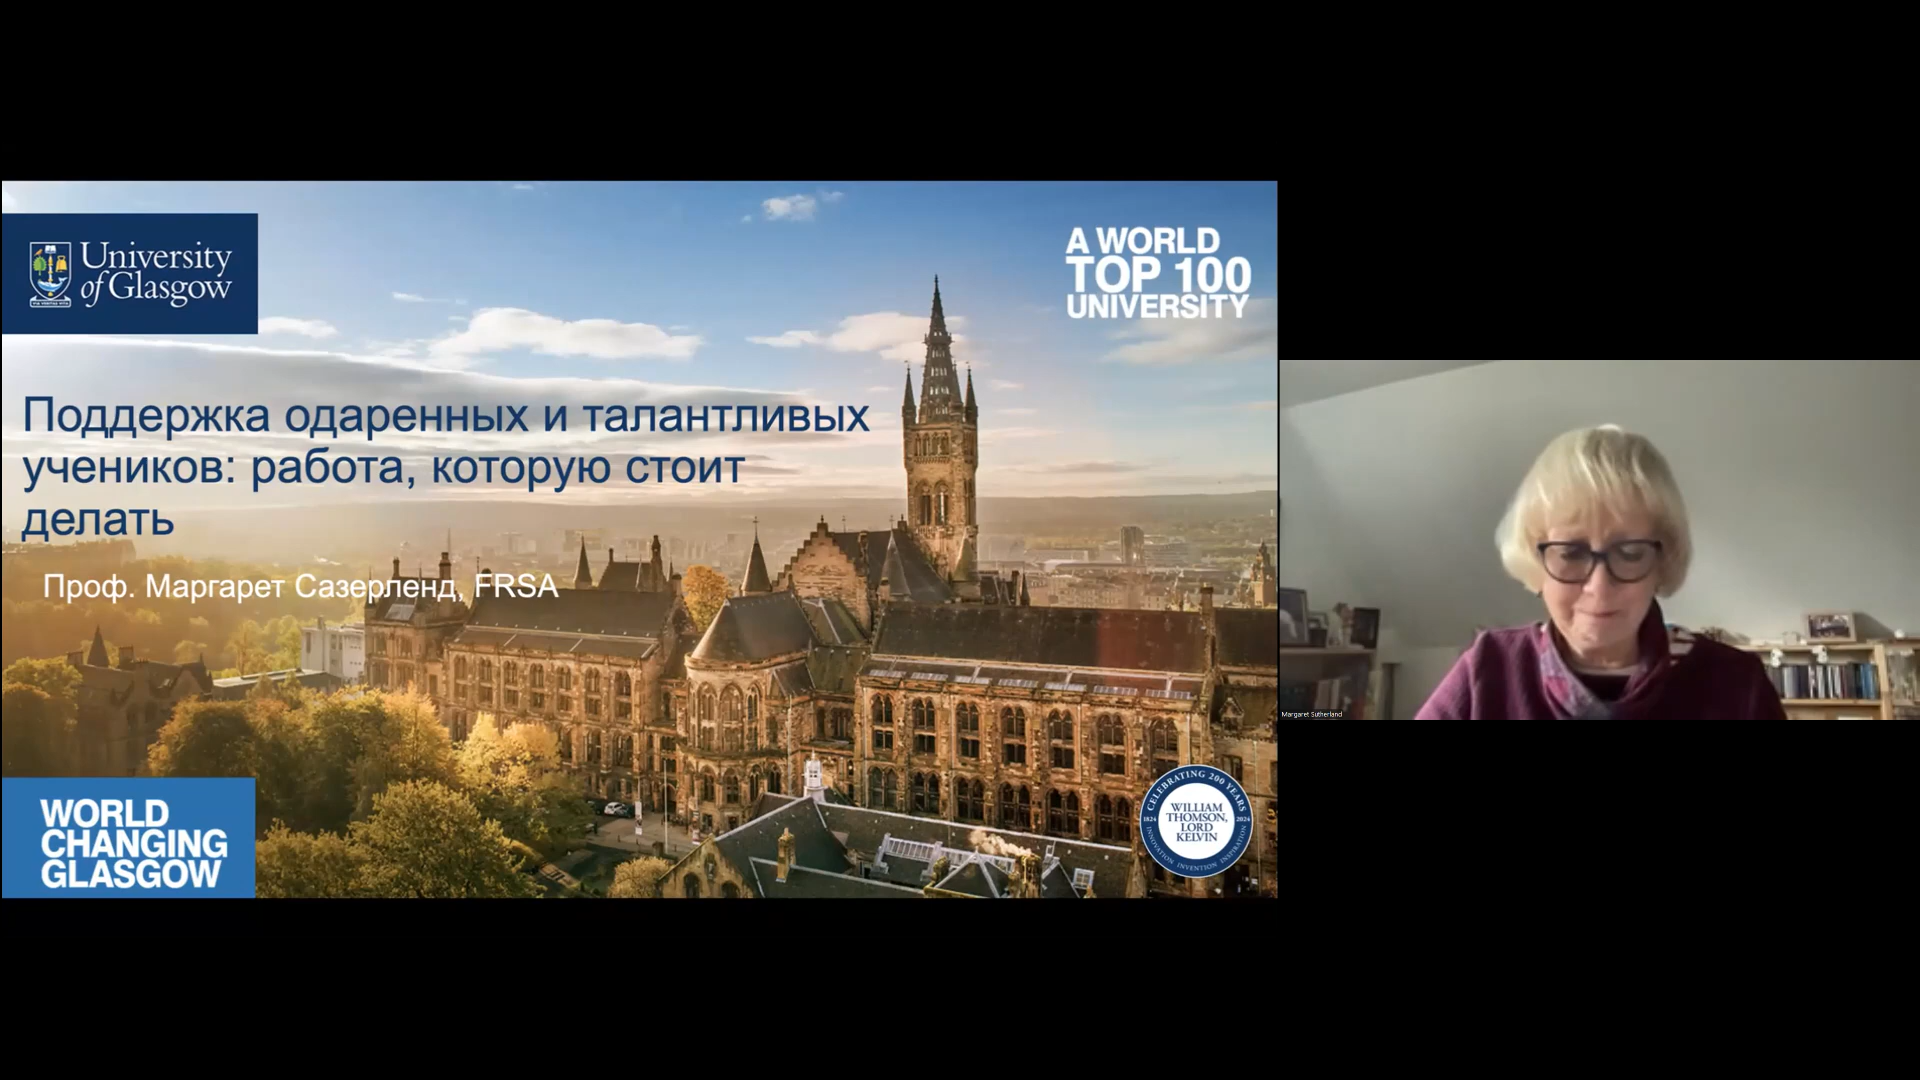 University
of Glasgow
A WORLD
TOP 100
UNIVERSITY
Поддержка одаренных и талантливых
учеников: работа, которую стоит
делать
Проф. Маргарет Сазерленд, FRSA
Margaret Sutherland
WORLD
CHANGING
GLASGOW
CELEBRATING 200 YEARS
1824
WILLIAM
THOMSON,
LORD
KELVIN
2024
INNOVATION INVENTION INSPIRATION